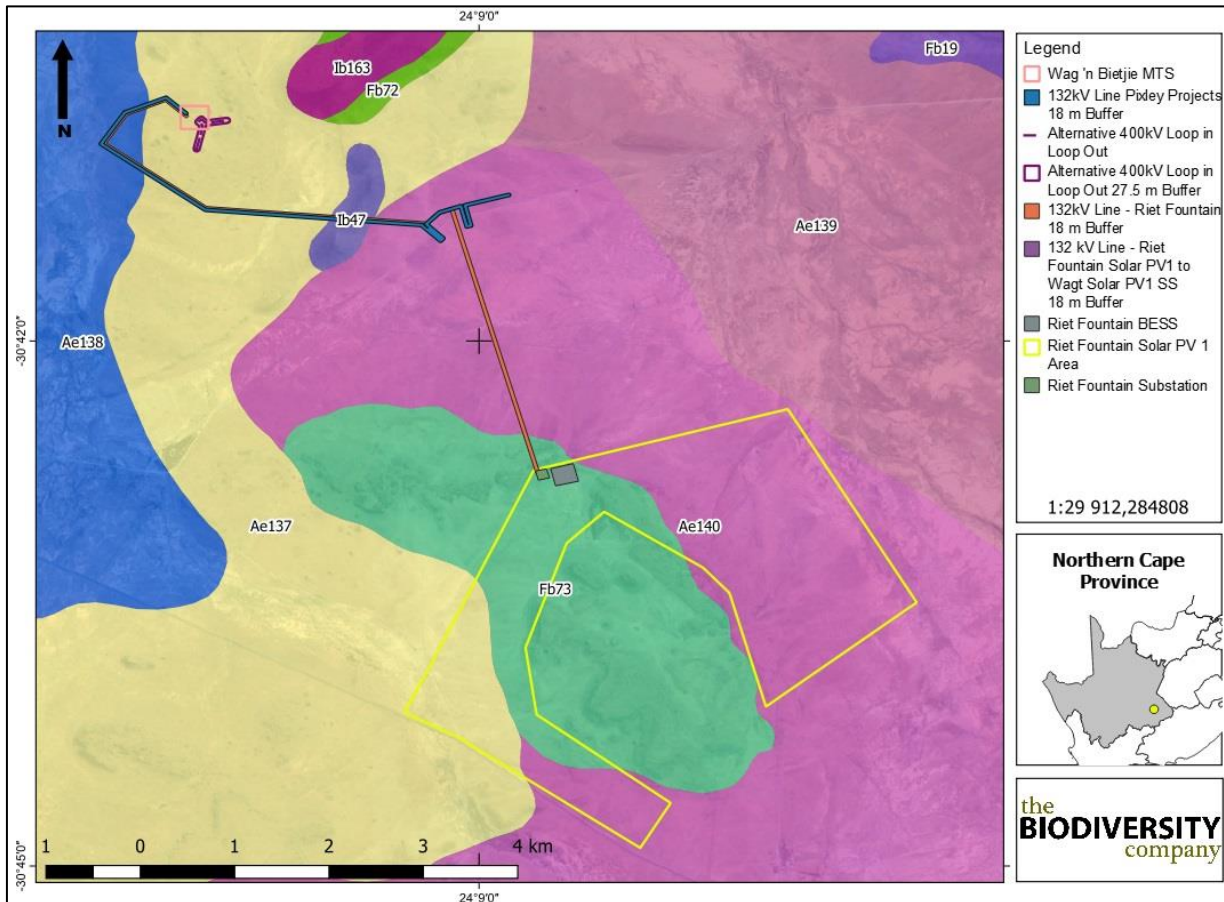 24°9'0"
N
Ib163
Fb72
Fb19
Ib47
Ae139
-30°42'0"
Ae138
Ae137
Ae140
Fb73
-30°45'0"
1 0 1 2 3 4 km
24°9'0"
Legend
Wag 'n Bietjie MTS
132kV Line Pixley Projects
18 m Buffer
Alternative 400kV Loop in
Loop Out
Alternative 400kV Loop in
Loop Out 27.5 m Buffer
132kV Line - Riet Fountain
18 m Buffer
132 kV Line - Riet
Fountain Solar PV1 to
Wagt Solar PV1 SS
18 m Buffer
Riet Fountain BESS
Riet Fountain Solar PV 1
Area
Riet Fountain Substation
1:29 912,284808
Northern Cape
Province
the
BIODIVERSITY
company